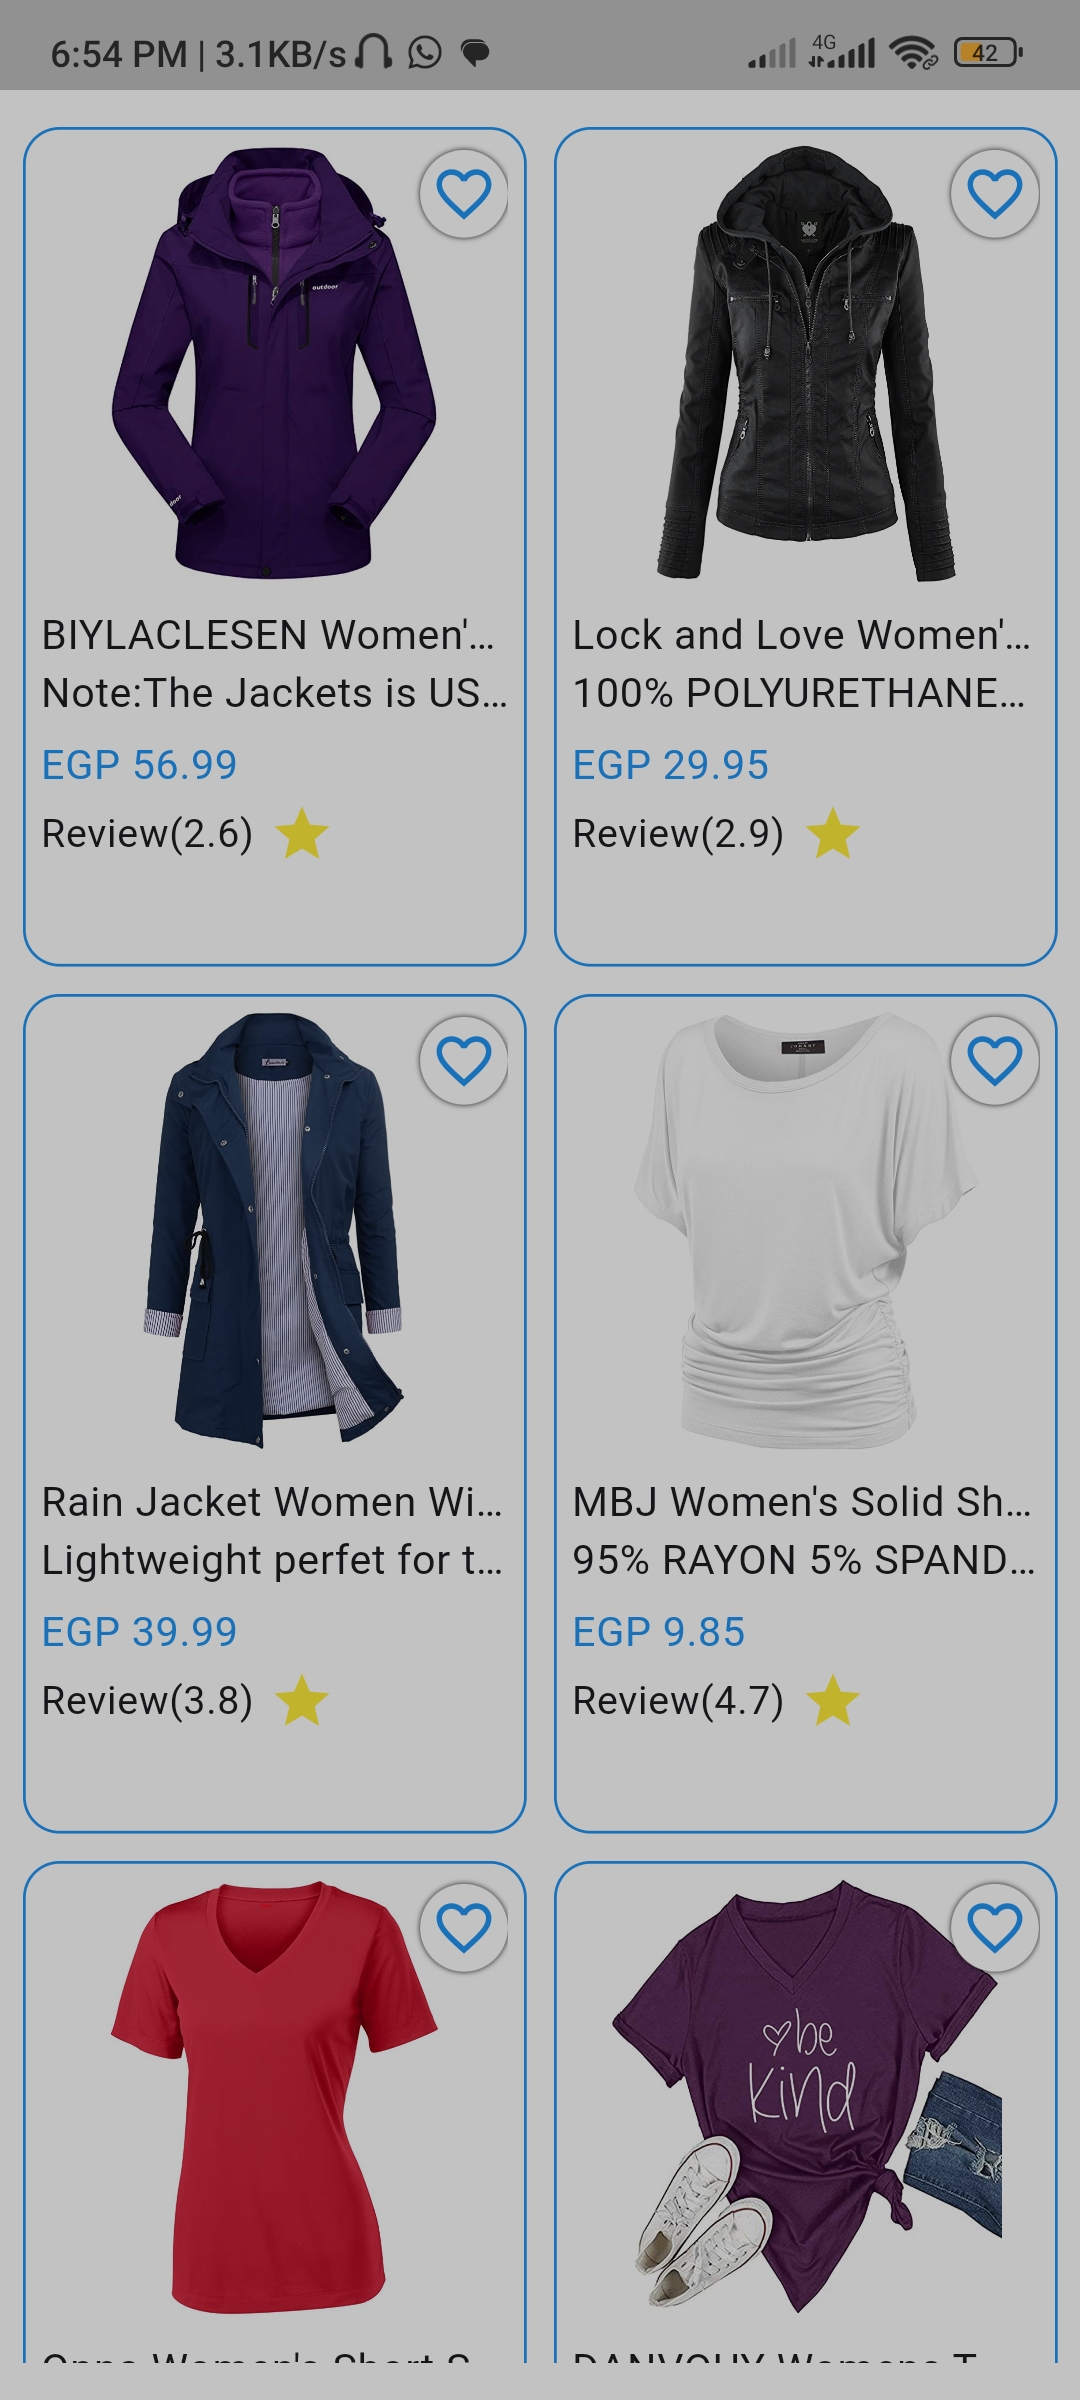 6:54 PM | 3.1KB/s
4G
42
outdoor
BIYLACLESEN Women'...
Note:The Jackets is US...
EGP 56.99
Review(2.6)
Lock and Love Women'...
100% POLYURETHANE...
EGP 29.95
Review(2.9)
Rain Jacket Women Wi...
Lightweight perfet for t...
EGP 39.99
Review(3.8)
MBJ Women's Solid Sh...
95% RAYON 5% SPAND...
EGP 9.85
Review(4.7)
be
kind